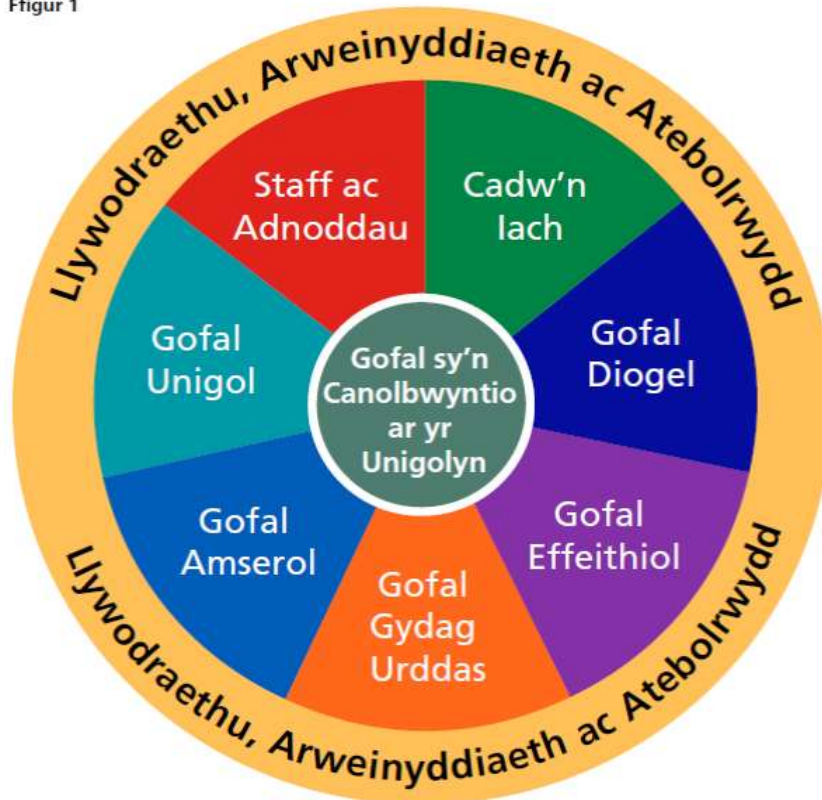 Ffigur 1
Llywodraethu, Arweinyddiaeth ac Atebolrwydd
Staff ac
Adnoddau
Cadw'n
Iach
Gofal
Unigol
Gofal
Diogel
Gofal sy'n
Canolbwyntio
ar yr
Unigolyn
Gofal
Amserol
Gofal
Effeithiol
Gofal
Gydag
Urddas
Llywodraethu, Arweinyddiaeth ac Atebolrwydd